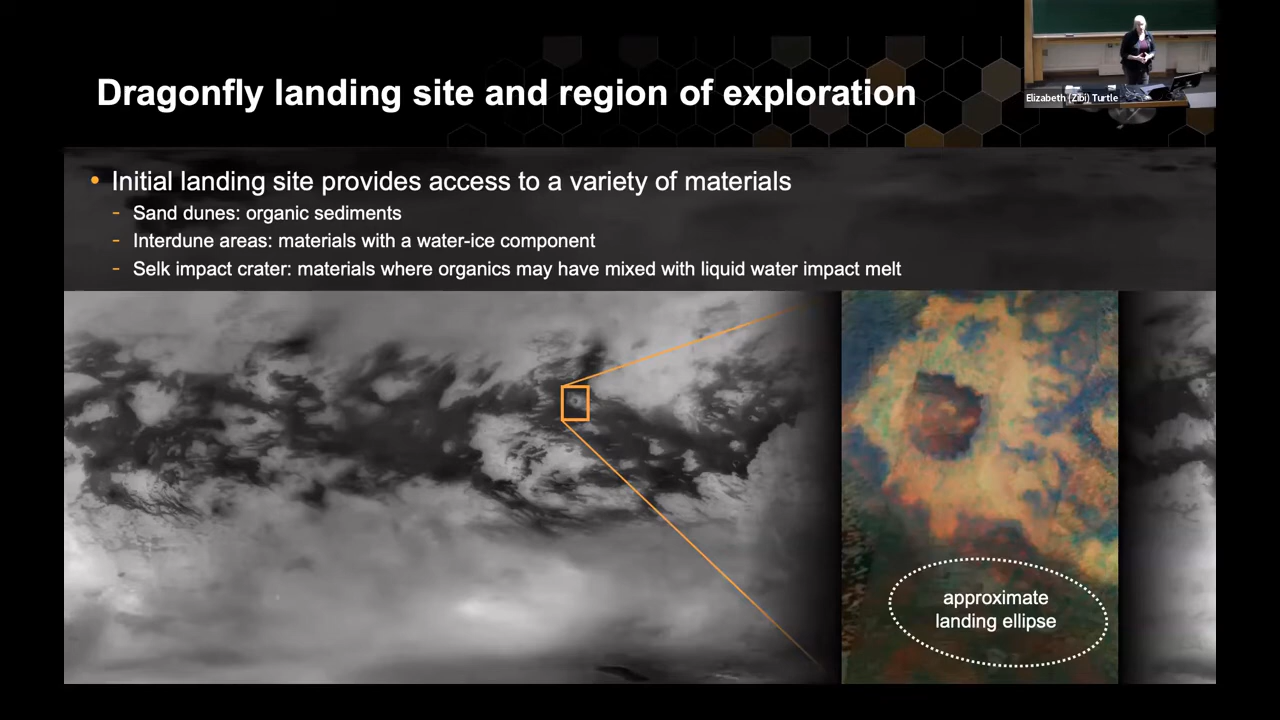 Dragonfly landing site and region of exploration
Elizabeth (Zibi) Turtle
• Initial landing site provides access to a variety of materials
- Sand dunes: organic sediments
- Interdune areas: materials with a water-ice component
- Selk impact crater: materials where organics may have mixed with liquid water impact melt
approximate
landing ellipse